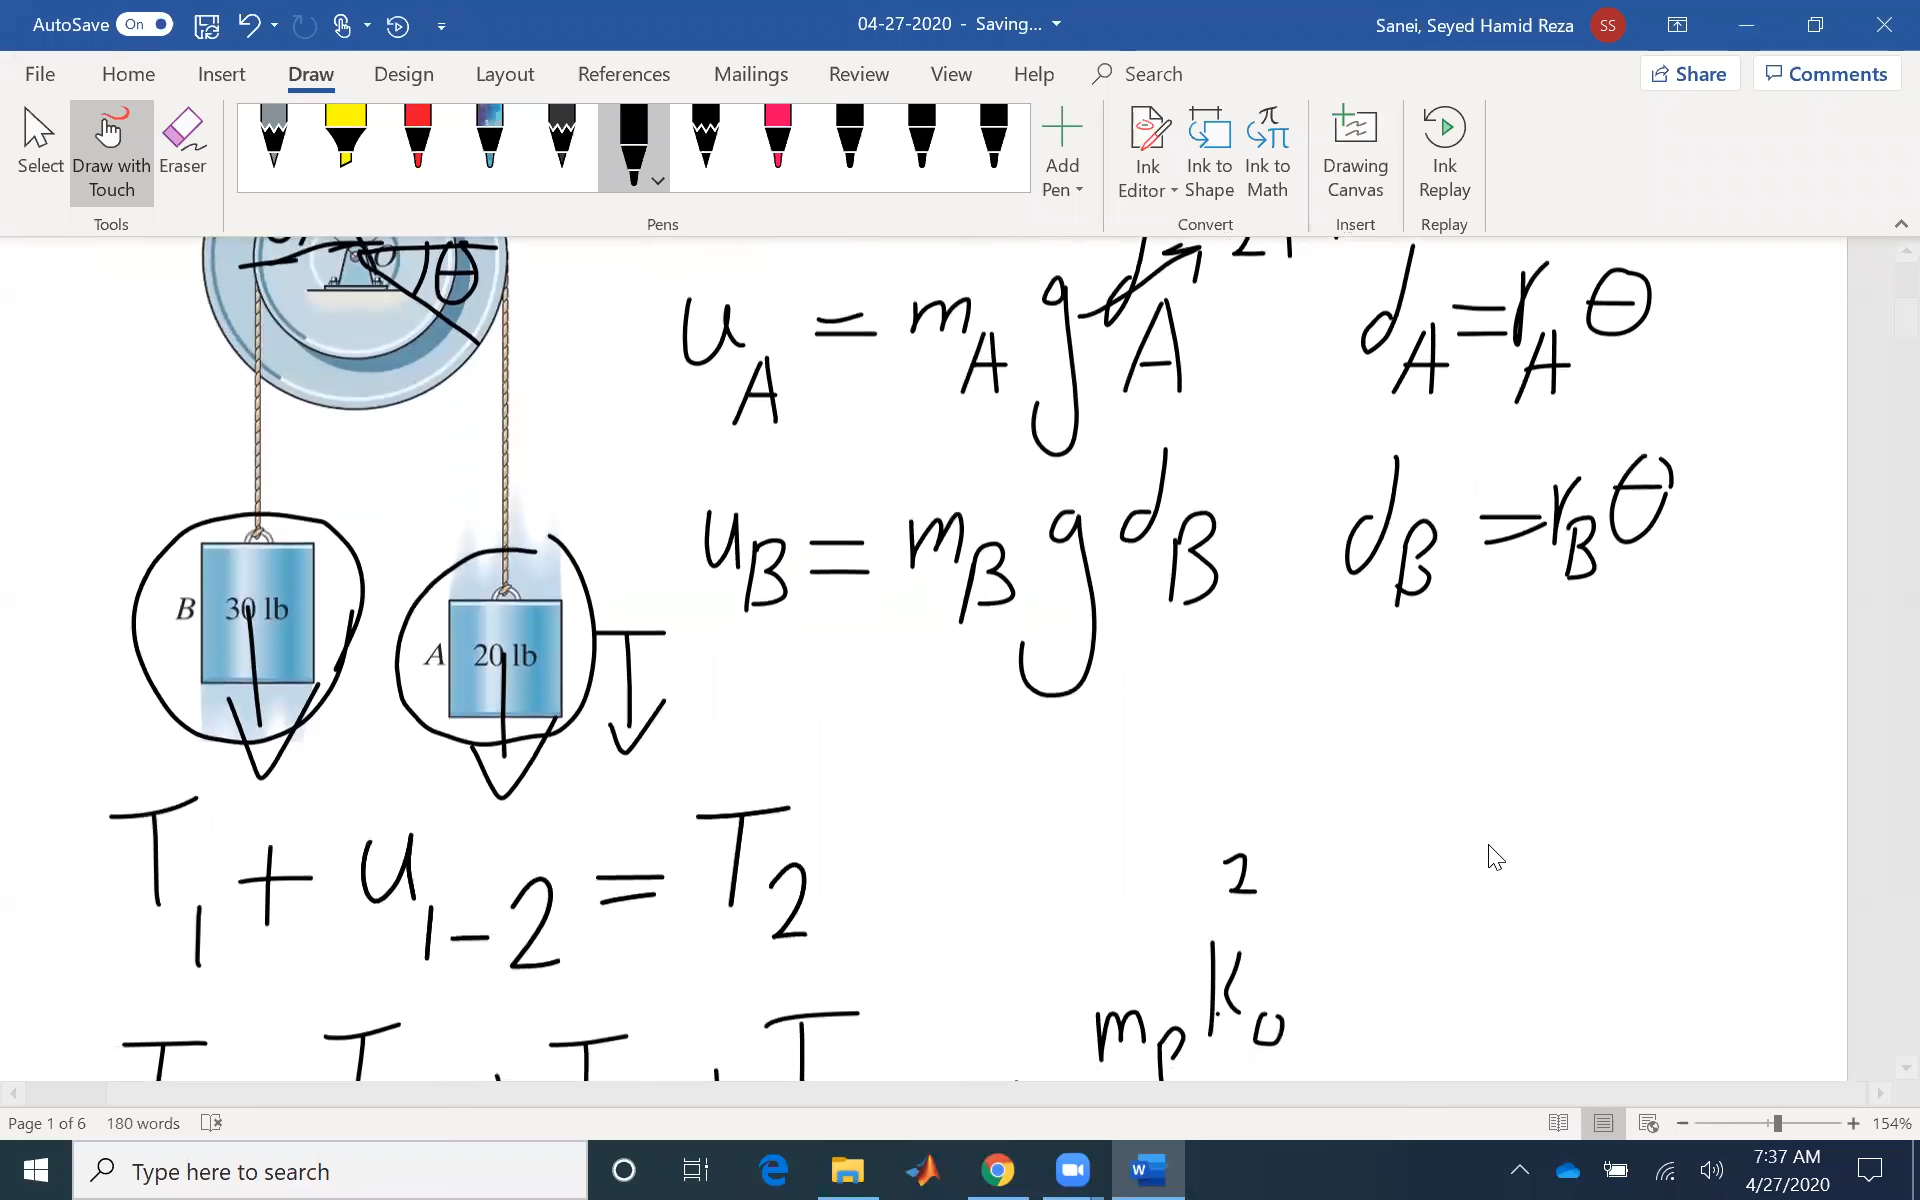 AutoSave On
04-27-2020 - Saving...
Sanei, Seyed Hamid Reza SS
File Home Insert Draw Design Layout References Mailings Review View Help Search
Share Comments
Select
Draw with Touch
Eraser
Tools
Pens
Add Pen
Ink Editor
Ink to Shape
Ink to Math
Convert
Drawing Canvas
Insert
Ink Replay
Replay
θ
u_A = m_A g d_A
d_A = r_A θ
u_B = m_B g d_B
d_B = r_B θ
B 30 lb
A 20 lb
T_1 + u_1-2 = T_2
m_p k_0^2
Page 1 of 6 180 words
154%
Type here to search
7:37 AM
4/27/2020